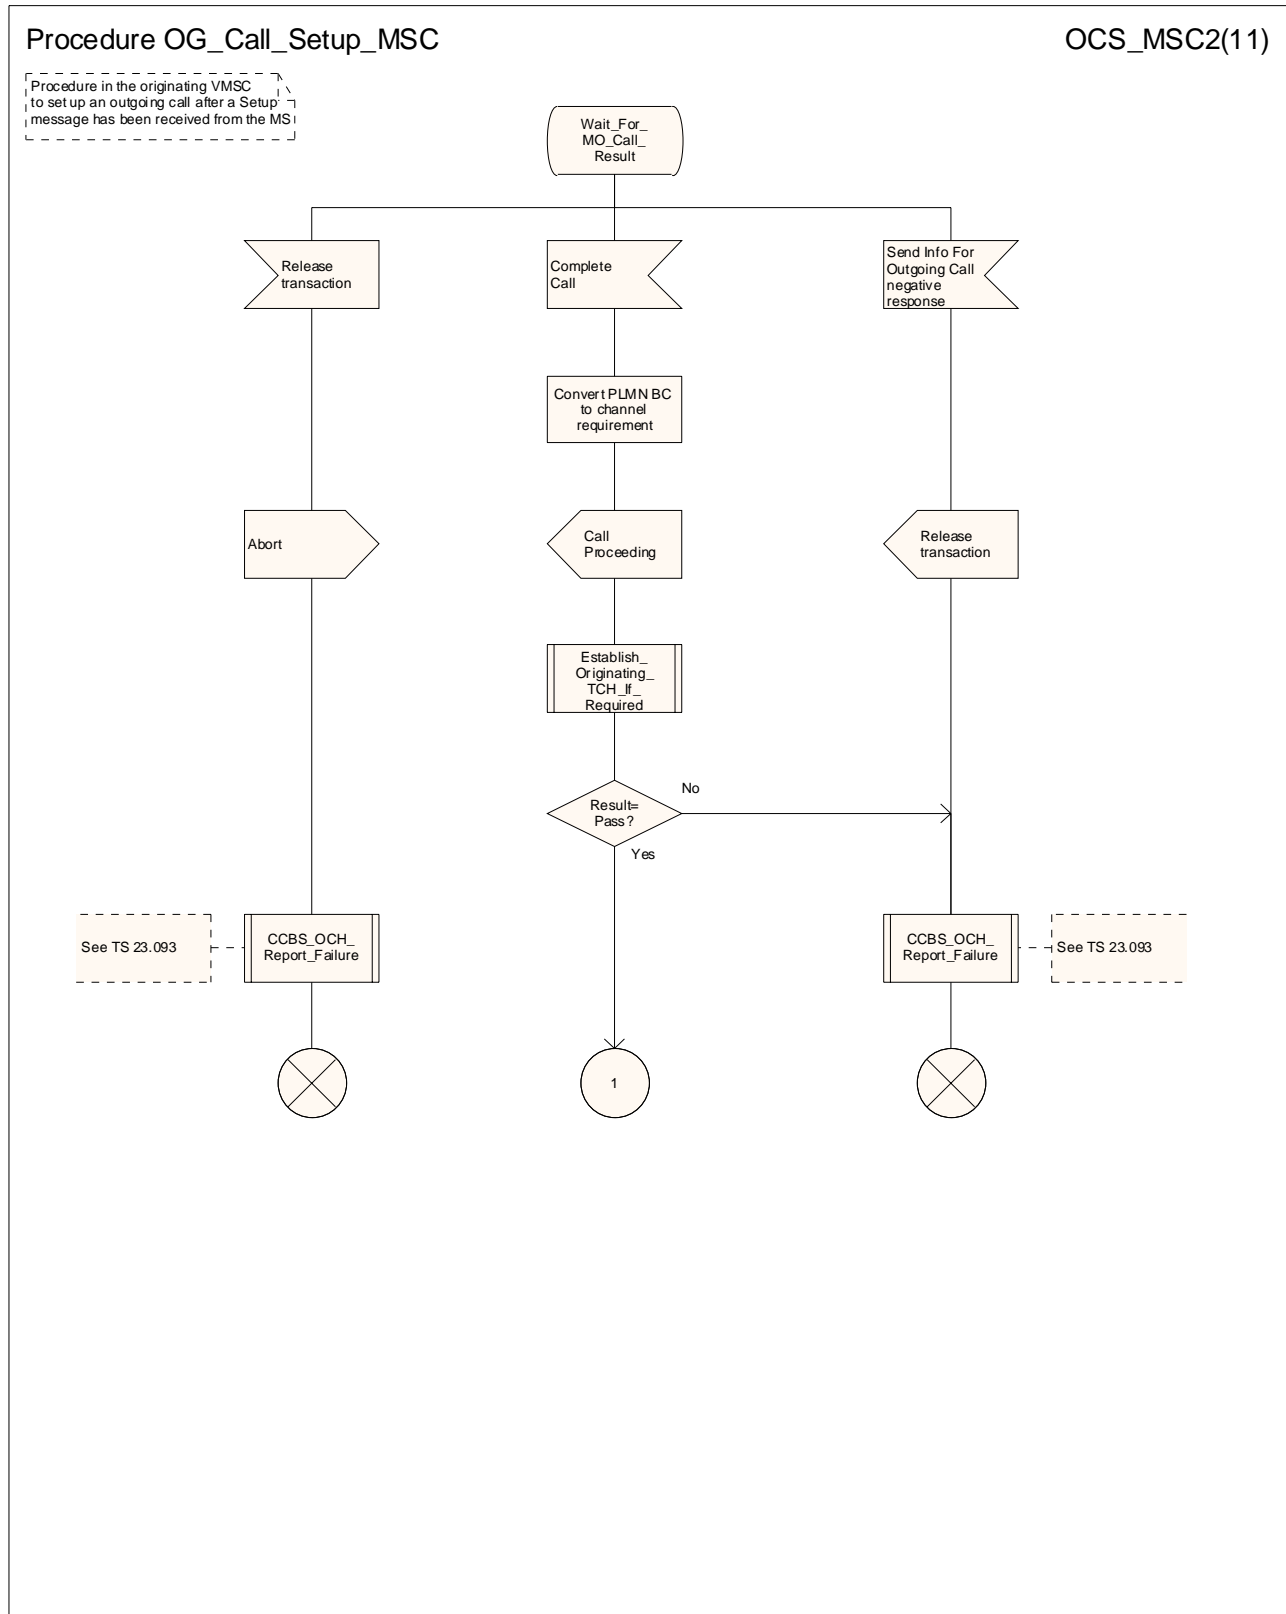 Procedure OG_Call_Setup_MSC
OCS_MSC2(11)
Procedure in the originating VMSC
to set up an outgoing call after a Setup
message has been received from the MS
Wait_For_
MO_Call_
Result
Release
transaction
Complete
Call
Send Info For
Outgoing Call
negative
response
Convert PLMN BC
to channel
requirement
Abort
Call
Proceeding
Release
transaction
Establish_
Originating_
TCH_If_
Required
Result=
Pass?
No
Yes
See TS 23.093
CCBS_OCH_
Report_Failure
CCBS_OCH_
Report_Failure
See TS 23.093
1